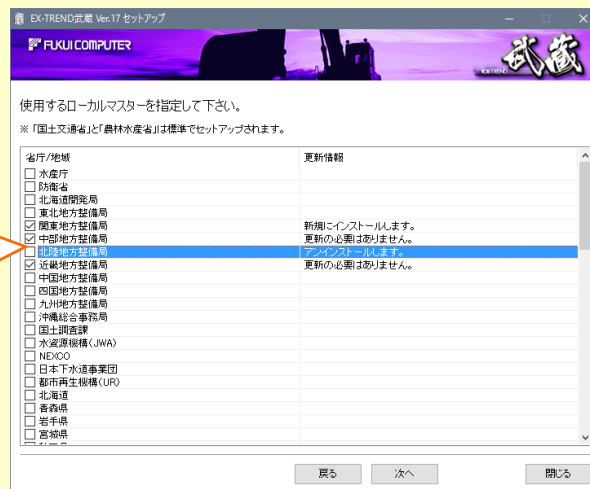 EX-TREND武蔵 Ver.17 セットアップ
FUKUI COMPUTER
EX-TREND 武蔵
使用するローカルマスターを指定して下さい。
※「国土交通省」と「農林水産省」は標準でセットアップされます。
省庁/地域 更新情報
水産庁
防衛省
北海道開発局
東北地方整備局
関東地方整備局 新規にインストールします。
中部地方整備局 更新の必要はありません。
北陸地方整備局 アンインストールします。
近畿地方整備局 更新の必要はありません。
中国地方整備局
四国地方整備局
九州地方整備局
沖縄総合事務局
国土調査課
水資源機構(JWA)
NEXCO
日本下水道事業団
都市再生機構(UR)
北海道
青森県
岩手県
宮城県
戻る 次へ 閉じる